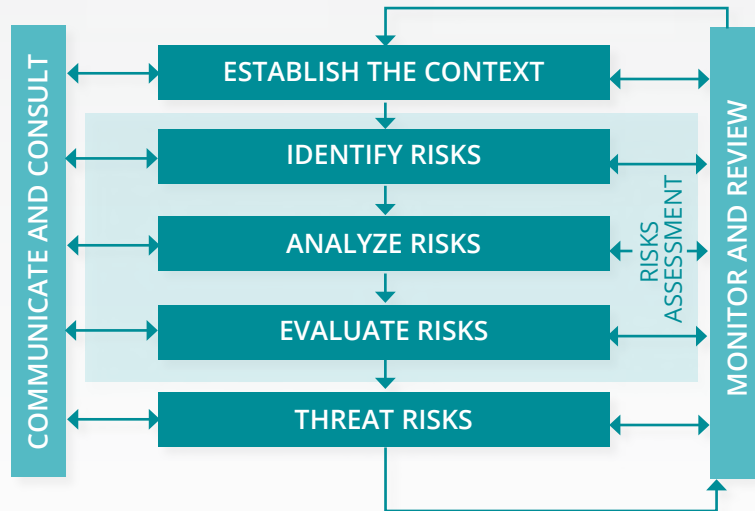 COMMUNICATE AND CONSULT
ESTABLISH THE CONTEXT
IDENTIFY RISKS
ANALYZE RISKS
EVALUATE RISKS
THREAT RISKS
RISKS
ASSESSMENT
MONITOR AND REVIEW